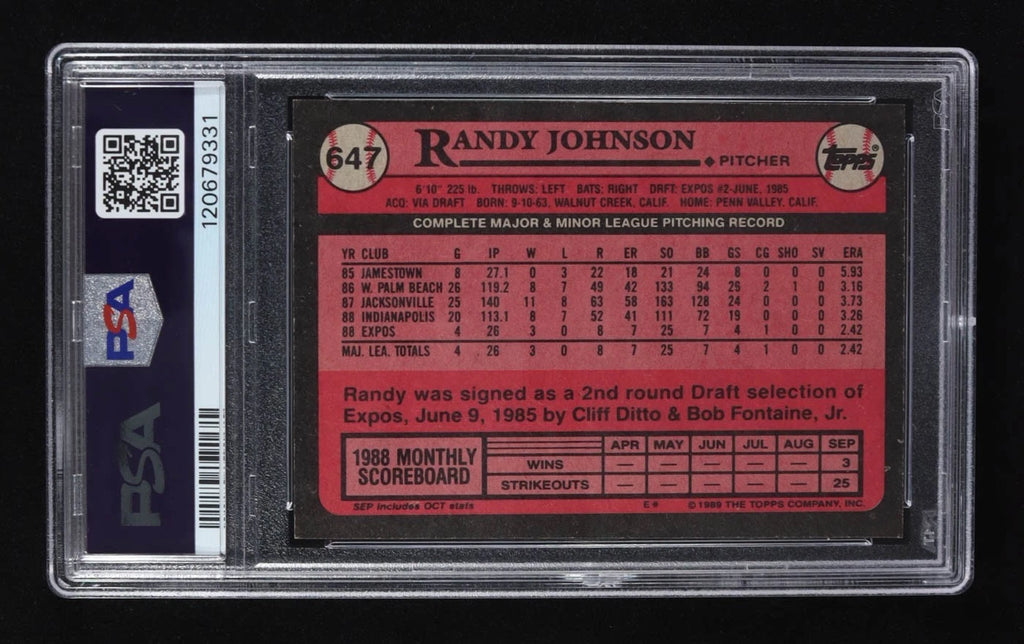 120679331
PSA
PSA
647
RANDY JOHNSON
PITCHER
TOPPS®
6'10" 225 lb. THROWS: LEFT BATS: RIGHT DRFT: EXPOS #2-JUNE, 1985
ACQ: VIA DRAFT BORN: 9-10-63, WALNUT CREEK, CALIF. HOME: PENN VALLEY, CALIF.
COMPLETE MAJOR & MINOR LEAGUE PITCHING RECORD
YR CLUB G IP W L R ER SO BB GS CG SHO SV ERA
85 JAMESTOWN 8 27.1 0 3 22 18 21 24 8 0 0 0 5.93
86 W. PALM BEACH 26 119.2 8 7 49 42 133 94 26 2 1 0 3.16
87 JACKSONVILLE 25 140 11 8 63 58 163 128 24 0 0 0 3.73
88 INDIANAPOLIS 20 113.1 8 7 52 41 111 72 19 0 0 0 3.26
88 EXPOS 4 26 3 0 8 7 25 7 4 1 0 0 2.42
MAJ. LEA. TOTALS 4 26 3 0 8 7 25 7 4 1 0 0 2.42
Randy was signed as a 2nd round Draft selection of
Expos, June 9, 1985 by Cliff Ditto & Bob Fontaine, Jr.
1988 MONTHLY
SCOREBOARD
APR MAY JUN JUL AUG SEP
WINS — — — — — 3
STRIKEOUTS — — — — — 25
SEP includes OCT stats
E* © 1989 THE TOPPS COMPANY, INC.